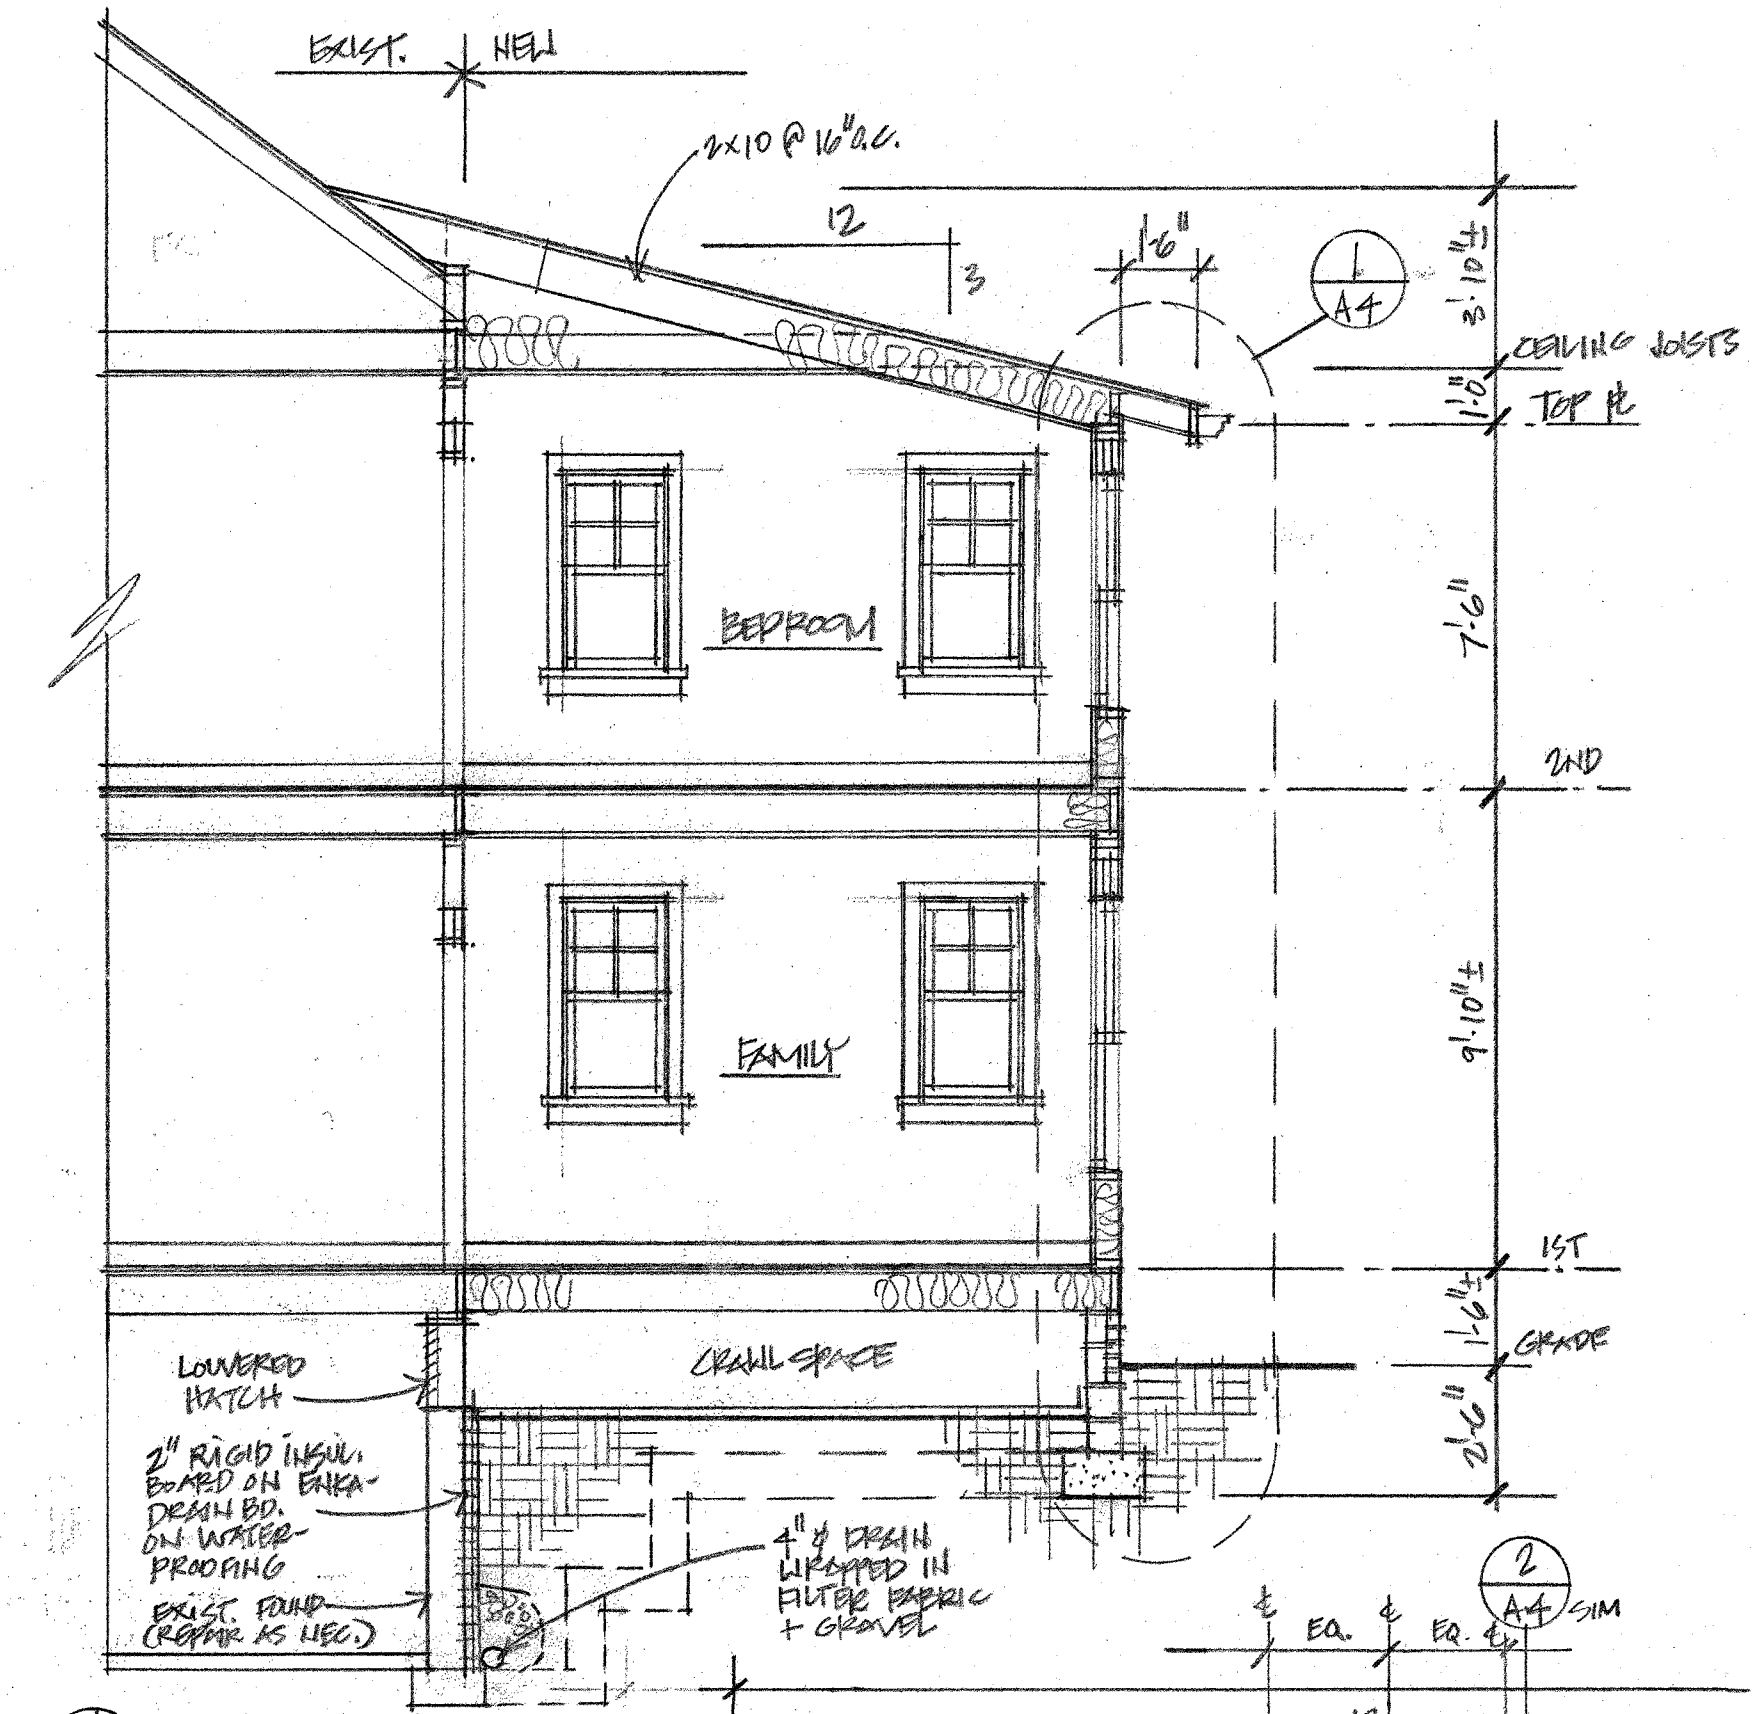 EXIST. NEW
2x10 @ 16" O.C.
12
3
1'-6"
1
A4
3'-10"±
CEILING JOISTS
1'-0"
TOP PL
7'-6"
BEDROOM
2ND
9'-10"±
FAMILY
1ST
1'-6"±
GRADE
CRAWL SPACE
LOUVERED
HATCH
2'-6"
2" RIGID INSUL.
BOARD ON ENKA-
DRAIN BD.
ON WATER-
PROOFING
EXIST. FOUND
(REPAIR AS NEC.)
4" φ DRAIN
WRAPPED IN
FILTER FABRIC
+ GRAVEL
2
A4 SIM
℄ EQ. ℄ EQ. ℄